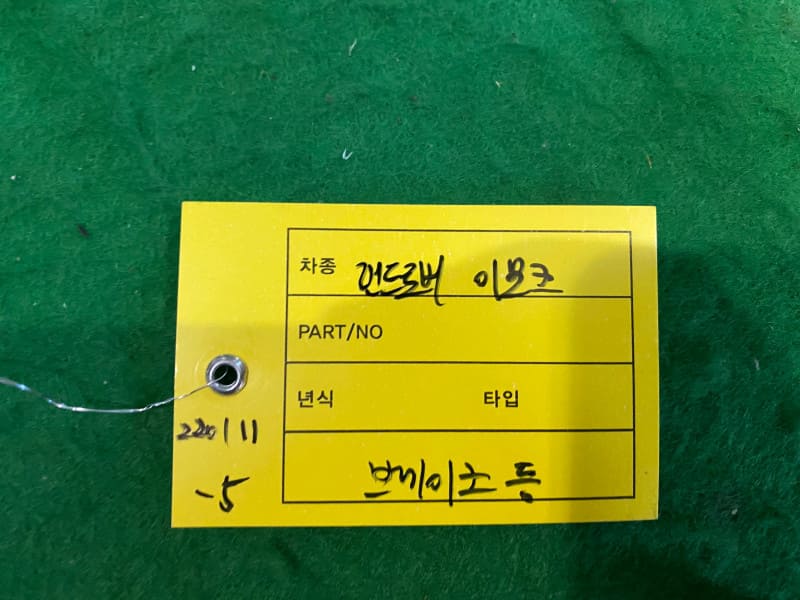 차종 랜드로버 이보크
PART/NO
년식 타입
220111
-5
브레이크 등